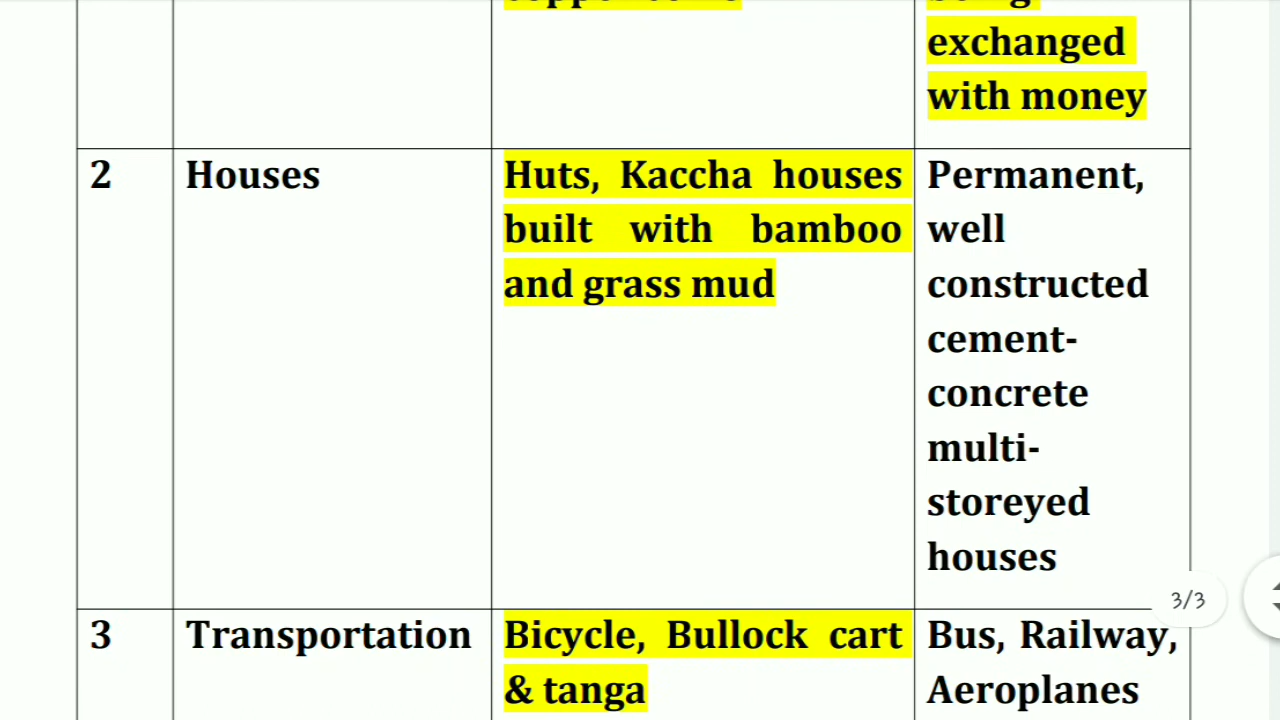 exchanged
with money
2
Houses
Huts, Kaccha houses
built with bamboo
and grass mud
Permanent,
well
constructed
cement-
concrete
multi-
storeyed
houses
3/3
3
Transportation
Bicycle, Bullock cart
& tanga
Bus, Railway,
Aeroplanes